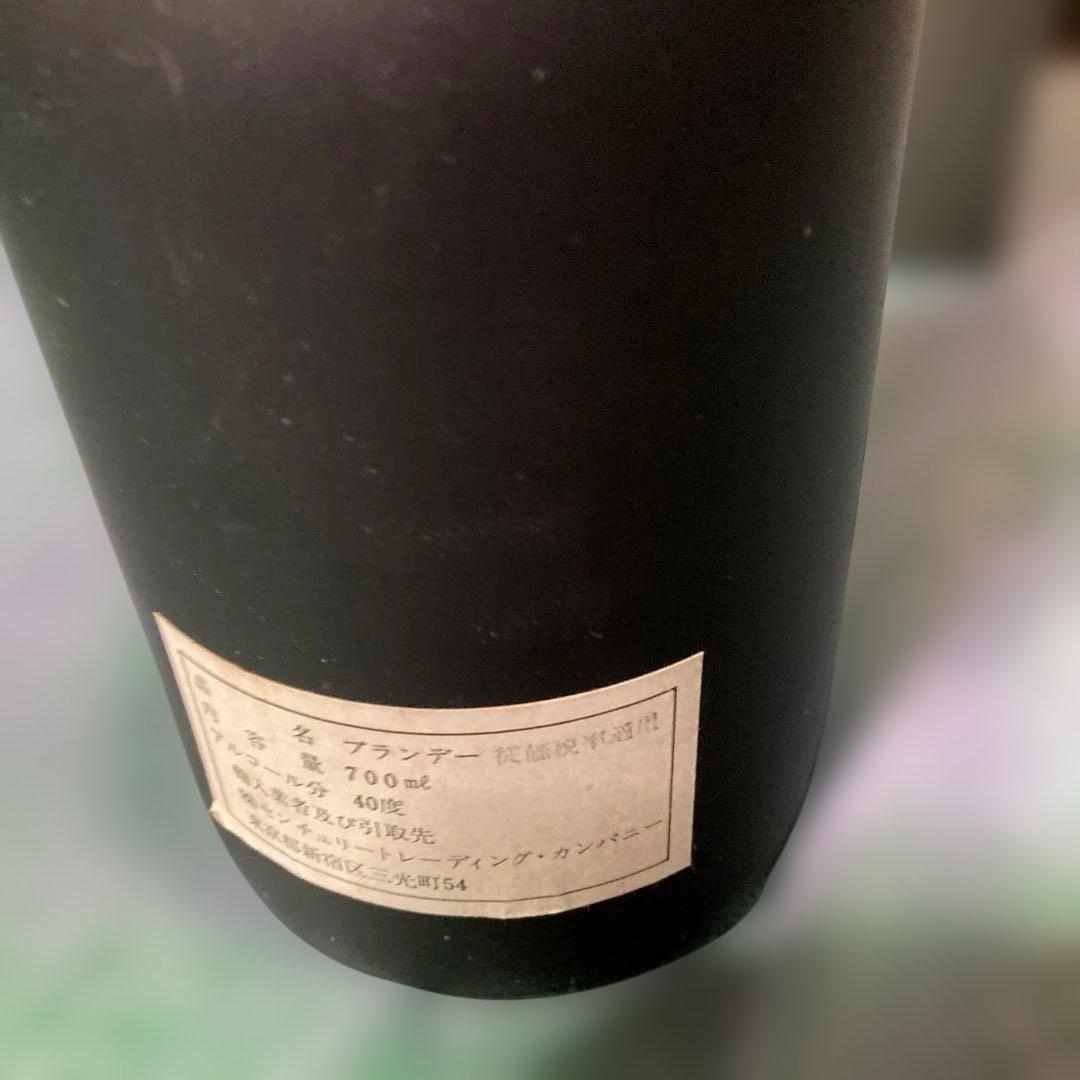 品名 ブランデー 従価税率適用
内容量 700ml
アルコール分 40度
輸入業者及び引取先
㈱センチュリートレーディング・カンパニー
東京都新宿区三光町54